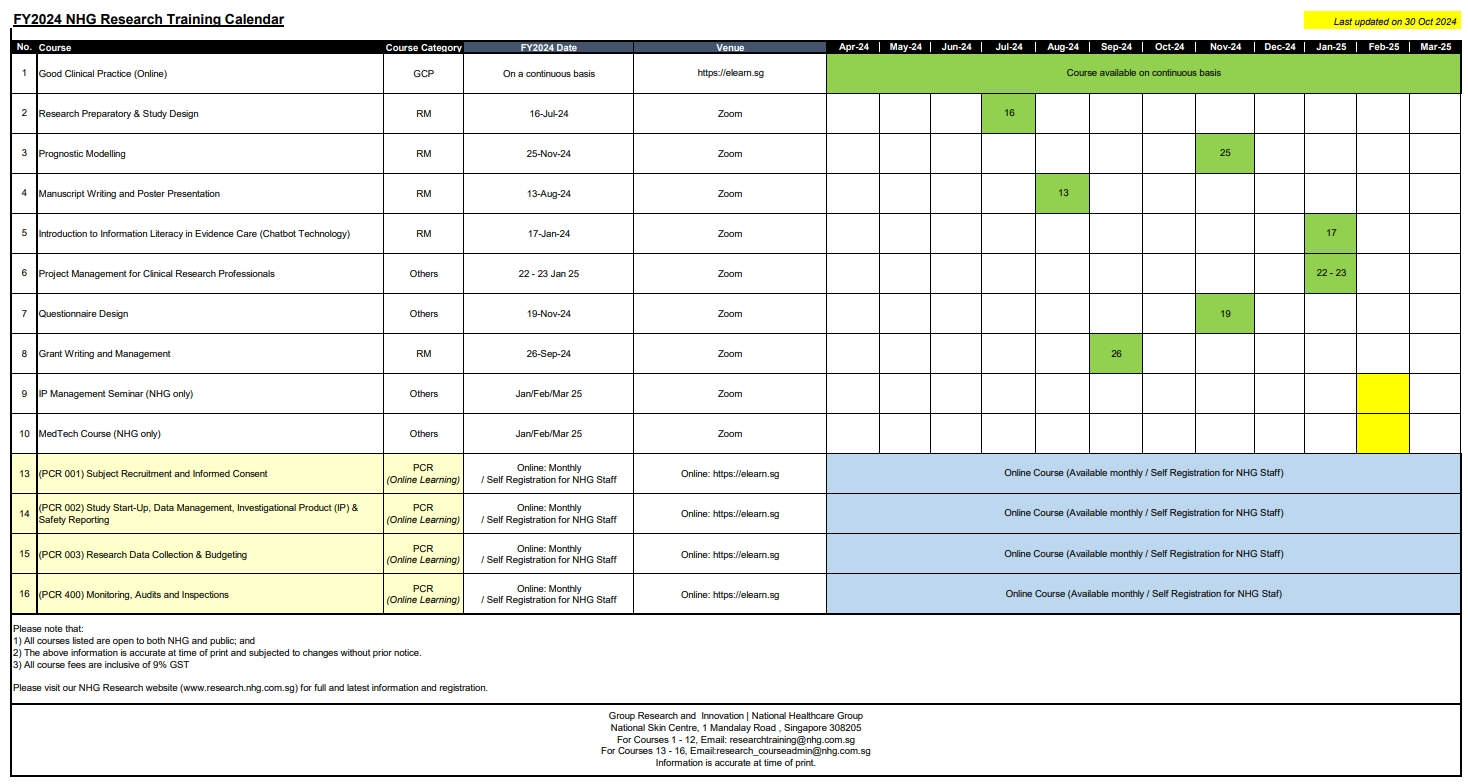 FY2024 NHG Research Training Calendar
Last updated on 30 Oct 2024
No. Course Course Category FY2024 Date Venue Apr-24 May-24 Jun-24 Jul-24 Aug-24 Sep-24 Oct-24 Nov-24 Dec-24 Jan-25 Feb-25 Mar-25
1 Good Clinical Practice (Online) GCP On a continuous basis https://elearn.sg Course available on continuous basis
2 Research Preparatory & Study Design RM 16-Jul-24 Zoom 16
3 Prognostic Modelling RM 25-Nov-24 Zoom 25
4 Manuscript Writing and Poster Presentation RM 13-Aug-24 Zoom 13
5 Introduction to Information Literacy in Evidence Care (Chatbot Technology) RM 17-Jan-24 Zoom 17
6 Project Management for Clinical Research Professionals Others 22 - 23 Jan 25 Zoom 22 - 23
7 Questionnaire Design Others 19-Nov-24 Zoom 19
8 Grant Writing and Management RM 26-Sep-24 Zoom 26
9 IP Management Seminar (NHG only) Others Jan/Feb/Mar 25 Zoom
10 MedTech Course (NHG only) Others Jan/Feb/Mar 25 Zoom
13 (PCR 001) Subject Recruitment and Informed Consent PCR
(Online Learning) Online: Monthly
/ Self Registration for NHG Staff Online: https://elearn.sg Online Course (Available monthly / Self Registration for NHG Staff)
14 (PCR 002) Study Start-Up, Data Management, Investigational Product (IP) &
Safety Reporting PCR
(Online Learning) Online: Monthly
/ Self Registration for NHG Staff Online: https://elearn.sg Online Course (Available monthly / Self Registration for NHG Staff)
15 (PCR 003) Research Data Collection & Budgeting PCR
(Online Learning) Online: Monthly
/ Self Registration for NHG Staff Online: https://elearn.sg Online Course (Available monthly / Self Registration for NHG Staff)
16 (PCR 400) Monitoring, Audits and Inspections PCR
(Online Learning) Online: Monthly
/ Self Registration for NHG Staff Online: https://elearn.sg Online Course (Available monthly / Self Registration for NHG Staf)
Please note that:
1) All courses listed are open to both NHG and public; and
2) The above information is accurate at time of print and subjected to changes without prior notice.
3) All course fees are inclusive of 9% GST
Please visit our NHG Research website (www.research.nhg.com.sg) for full and latest information and registration.
Group Research and Innovation | National Healthcare Group
National Skin Centre, 1 Mandalay Road , Singapore 308205
For Courses 1 - 12, Email: researchtraining@nhg.com.sg
For Courses 13 - 16, Email:research_courseadmin@nhg.com.sg
Information is accurate at time of print.